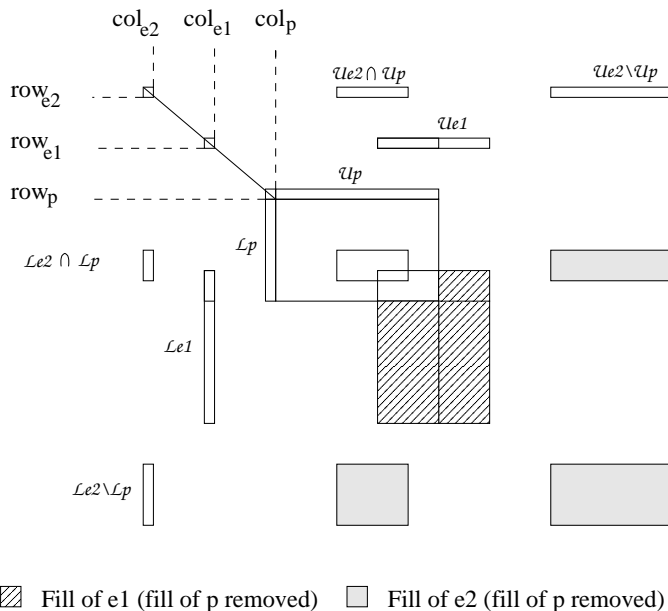 col_e2 col_e1 col_p
row_e2 Ue2 ∩ Up Ue2\Up
row_e1 Ue1
row_p Up
Lp
Le2 ∩ Lp
Le1
Le2\Lp
Fill of e1 (fill of p removed) Fill of e2 (fill of p removed)